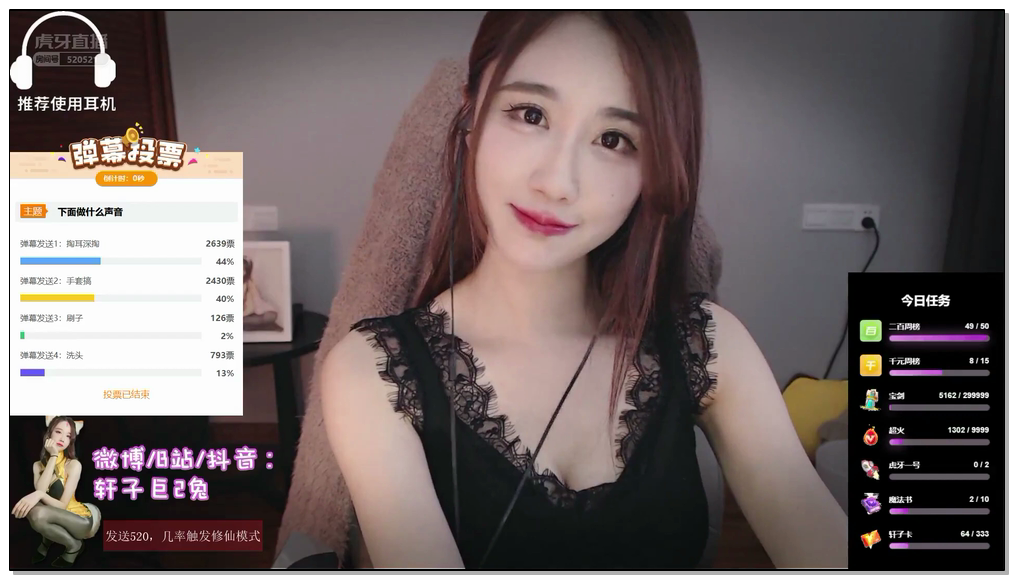 虎牙直播
房间号 52052
推荐使用耳机
弹幕投票
倒计时：0秒
主题 下面做什么声音
弹幕发送1：掏耳深掏 2639票
44%
弹幕发送2：手套搞 2430票
40%
弹幕发送3：刷子 126票
2%
弹幕发送4：洗头 793票
13%
投票已结束
微博/B站/抖音：
轩子巨2兔
发送520，几率触发修仙模式
今日任务
二百周榜 49 / 50
千元周榜 8 / 15
宝剑 5162 / 299999
超火 1302 / 9999
虎牙一号 0 / 2
魔法书 2 / 10
轩子卡 64 / 333